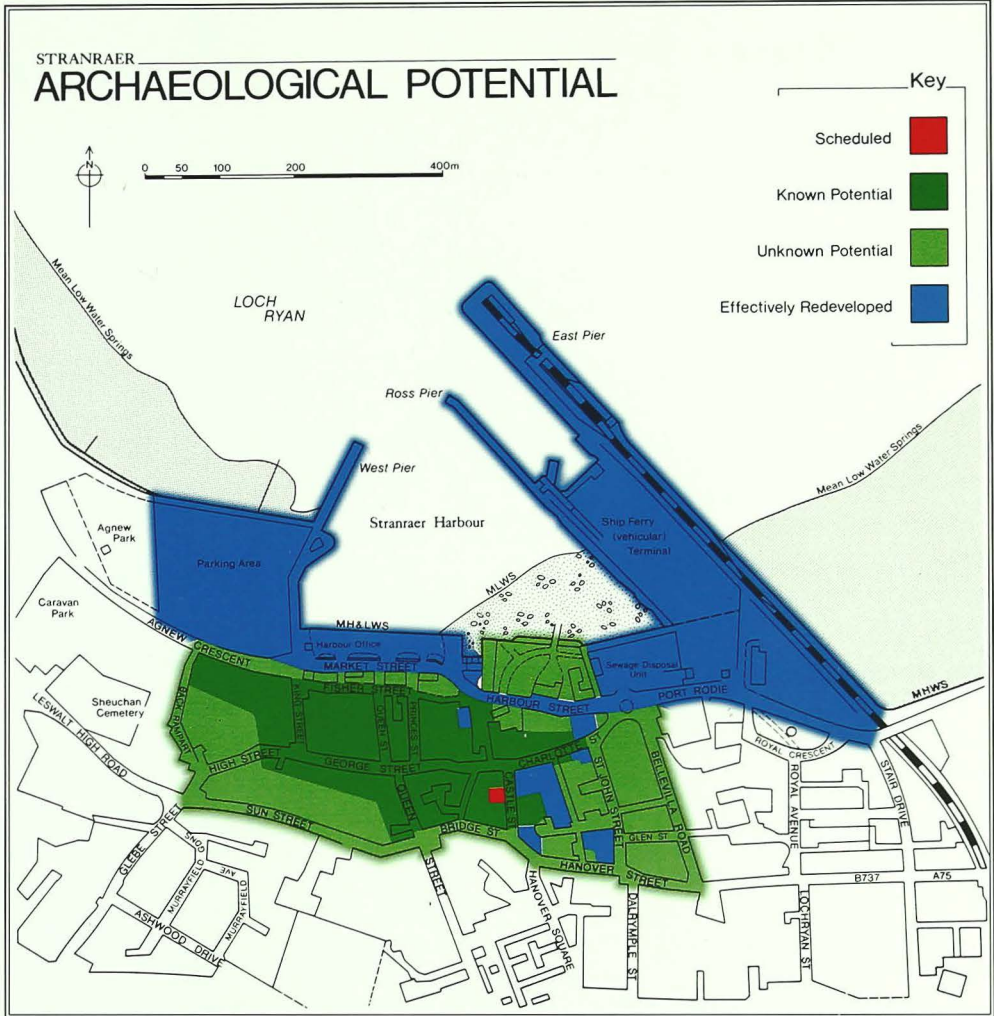 STRANRAER
ARCHAEOLOGICAL POTENTIAL
Key
Scheduled
Known Potential
Unknown Potential
Effectively Redeveloped
N
0 50 100 200 400m
Mean Low Water Springs
LOCH
RYAN
East Pier
Ross Pier
West Pier
Mean Low Water Springs
Stranraer Harbour
Ship Ferry
(vehicular)
Terminal
Agnew
Park
Parking Area
MLWS
Caravan
Park
MH&LWS
AGNEW CRESCENT
Harbour Office
MARKET STREET
Sewage Disposal
Unit
PORT RODIE
MHWS
FISHER STREET
HARBOUR STREET
Sheuchan
Cemetery
BACK RAMPART
KING STREET
QUEEN ST
PRINCES ST
LESWALT HIGH ROAD
HIGH STREET
GEORGE STREET
CHARLOTTE ST
ROYAL CRESCENT
CASTLE ST
ST JOHN STREET
BELLEVILLA ROAD
ROYAL AVENUE
STAIR DRIVE
SUN STREET
QUEEN
STREET
BRIDGE ST
GLEN ST
HANOVER STREET
GLEBE STREET
GDNS
MURRAYFIELD
AVE
MURRAYFIELD
ASHWOOD DRIVE
HANOVER SQUARE
DALRYMPLE ST
LOCHRYAN ST
B737
A75